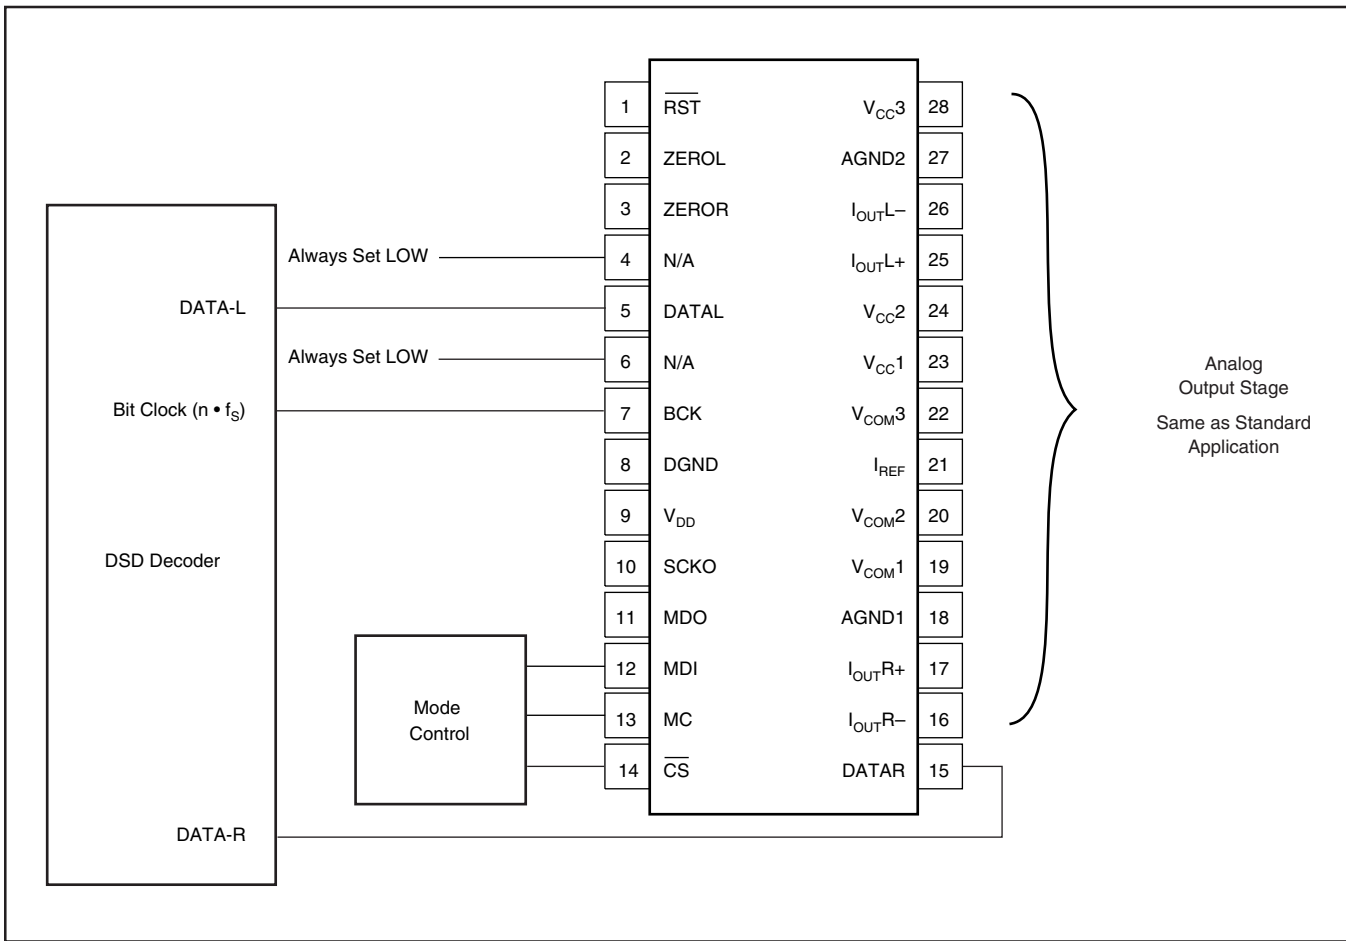 1 R̅S̅T̅ V_CC3 28
2 ZEROL AGND2 27
3 ZEROR I_OUTL– 26
Always Set LOW 4 N/A I_OUTL+ 25
DATA-L 5 DATAL V_CC2 24
Always Set LOW 6 N/A V_CC1 23
Bit Clock (n • f_S) 7 BCK V_COM3 22
8 DGND I_REF 21
9 V_DD V_COM2 20
DSD Decoder 10 SCKO V_COM1 19
11 MDO AGND1 18
12 MDI I_OUTR+ 17
13 MC I_OUTR– 16
14 C̅S̅ DATAR 15
Mode
Control
DATA-R
Analog
Output Stage
Same as Standard
Application